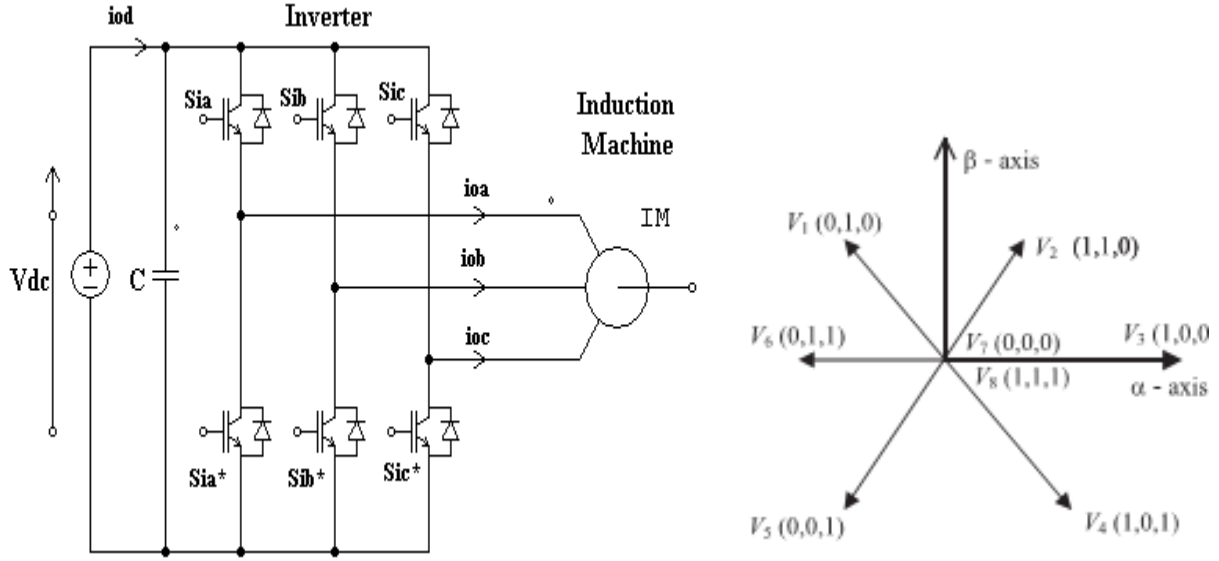 iod
Inverter
Sia
Sib
Sic
Induction
Machine
ioa
IM
Vdc
+
−
C
iob
ioc
Sia*
Sib*
Sic*
β - axis
V1 (0,1,0)
V2 (1,1,0)
V6 (0,1,1)
V7 (0,0,0)
V3 (1,0,0
V8 (1,1,1)
α - axis
V5 (0,0,1)
V4 (1,0,1)